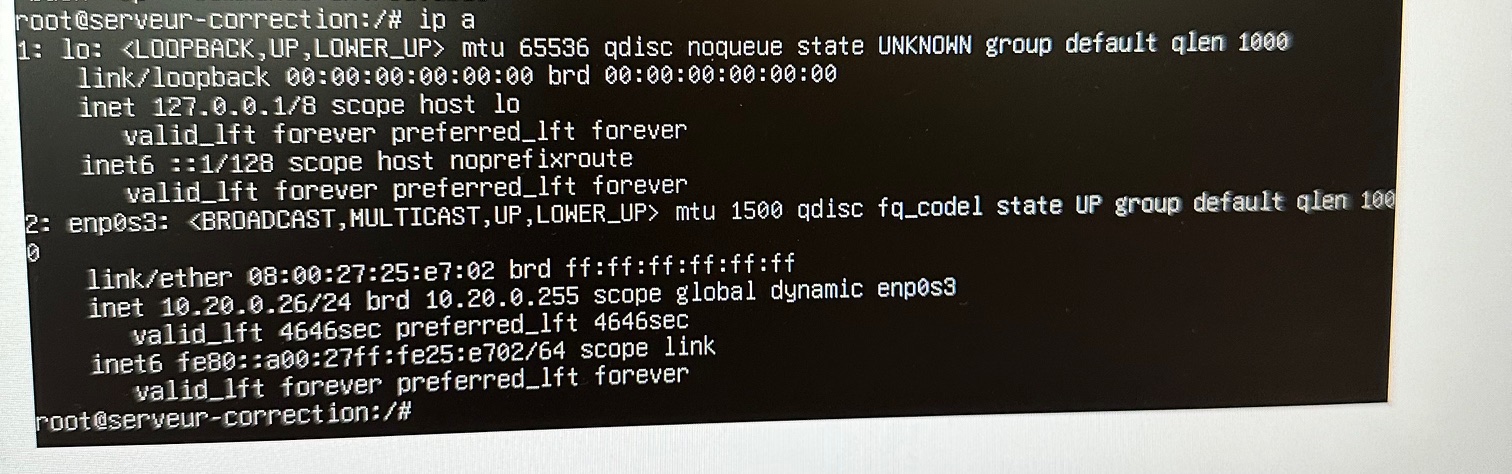 root@serveur-correction:/# ip a
1: lo: <LOOPBACK,UP,LOWER_UP> mtu 65536 qdisc noqueue state UNKNOWN group default qlen 1000
    link/loopback 00:00:00:00:00:00 brd 00:00:00:00:00:00
    inet 127.0.0.1/8 scope host lo
       valid_lft forever preferred_lft forever
    inet6 ::1/128 scope host noprefixroute
       valid_lft forever preferred_lft forever
2: enp0s3: <BROADCAST,MULTICAST,UP,LOWER_UP> mtu 1500 qdisc fq_codel state UP group default qlen 100
0
    link/ether 08:00:27:25:e7:02 brd ff:ff:ff:ff:ff:ff
    inet 10.20.0.26/24 brd 10.20.0.255 scope global dynamic enp0s3
       valid_lft 4646sec preferred_lft 4646sec
    inet6 fe80::a00:27ff:fe25:e702/64 scope link
       valid_lft forever preferred_lft forever
root@serveur-correction:/#